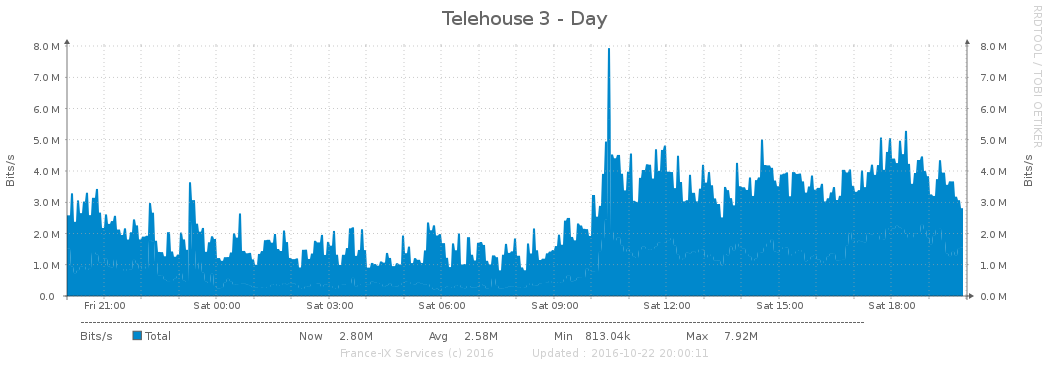 Telehouse 3 - Day
RRDTOOL / TOBI OETIKER
Bits/s
8.0 M 8.0 M
7.0 M 7.0 M
6.0 M 6.0 M
5.0 M 5.0 M
4.0 M 4.0 M
3.0 M 3.0 M
2.0 M 2.0 M
1.0 M 1.0 M
0.0 0.0 M
Bits/s
Fri 21:00 Sat 00:00 Sat 03:00 Sat 06:00 Sat 09:00 Sat 12:00 Sat 15:00 Sat 18:00
Bits/s Total Now 2.80M Avg 2.58M Min 813.04k Max 7.92M
France-IX Services (c) 2016 Updated : 2016-10-22 20:00:11